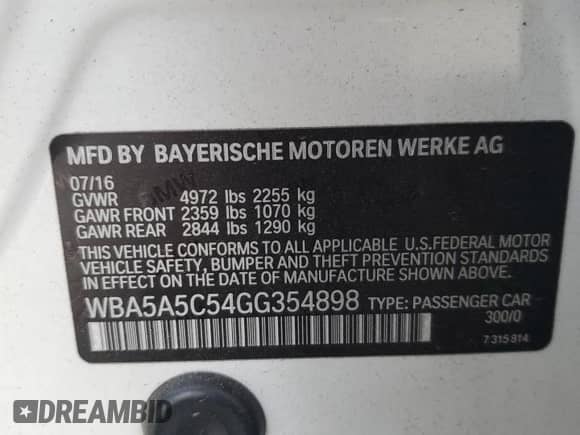 MFD BY BAYERISCHE MOTOREN WERKE AG
07/16
GVWR 4972 lbs 2255 kg
GAWR FRONT 2359 lbs 1070 kg
GAWR REAR 2844 lbs 1290 kg
THIS VEHICLE CONFORMS TO ALL APPLICABLE U.S.FEDERAL MOTOR
VEHICLE SAFETY, BUMPER AND THEFT PREVENTION STANDARDS
IN EFFECT ON THE DATE OF MANUFACTURE SHOWN ABOVE.
WBA5A5C54GG354898 TYPE: PASSENGER CAR
300/0
7 315 914
DREAMBID